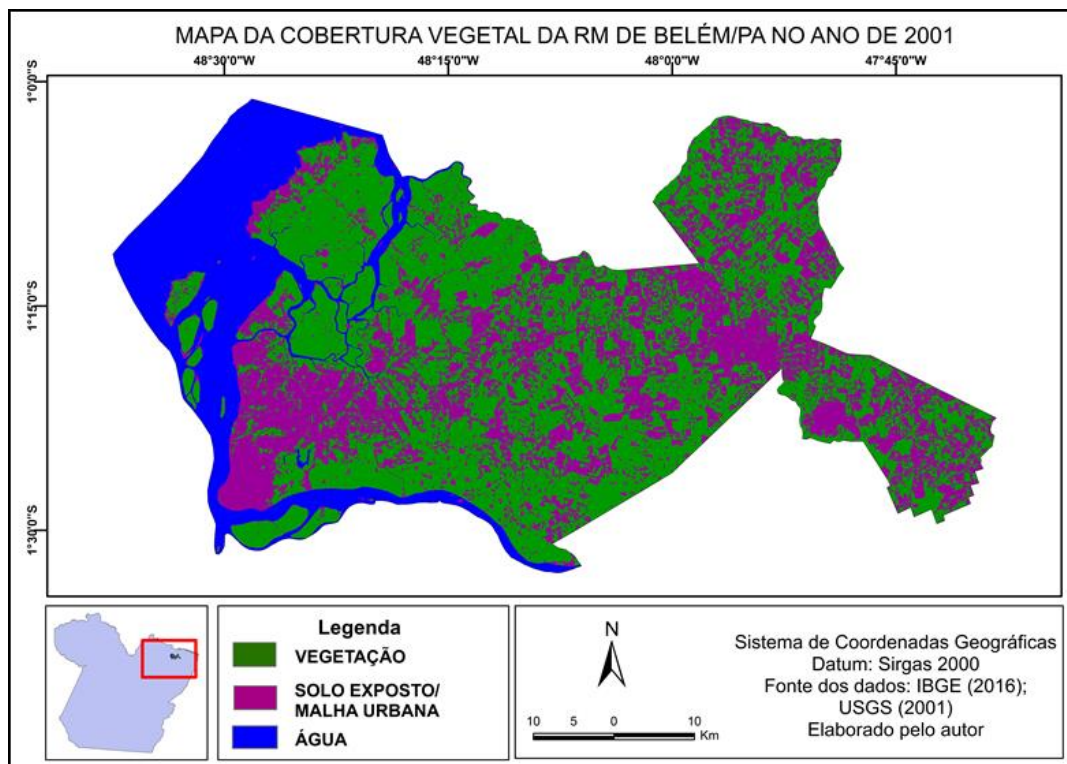 MAPA DA COBERTURA VEGETAL DA RM DE BELÉM/PA NO ANO DE 2001
48°30'0"W
48°15'0"W
48°0'0"W
47°45'0"W
1°0'0"S
1°15'0"S
1°30'0"S
Legenda
VEGETAÇÃO
SOLO EXPOSTO/
MALHA URBANA
ÁGUA
N
10 5 0 10
Km
Sistema de Coordenadas Geográficas
Datum: Sirgas 2000
Fonte dos dados: IBGE (2016);
USGS (2001)
Elaborado pelo autor